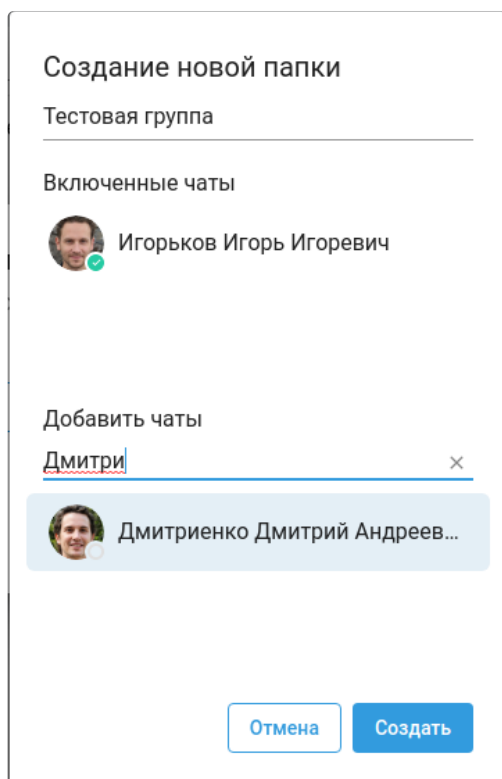 Создание новой папки
Тестовая группа
Включенные чаты
Игорьков Игорь Игоревич
Добавить чаты
Дмитри
Дмитриенко Дмитрий Андреев...
Отмена
Создать